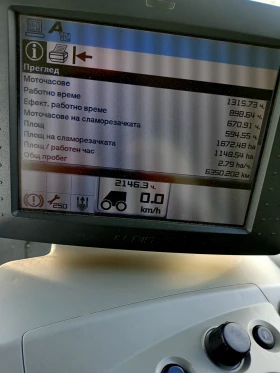 A
Преглед
Моточасове 1315.73 ч.
Работно време 898.64 ч.
Ефект. работно време 670.91 ч.
Моточасове на сламорезачката 594.55 ч.
Площ 1672.48 ha
Площ на сламорезачката 1148.54 ha
Площ / работен час 2.79 ha/ч.
Общ пробег 6350.202 km
2146.3 ч.
250
0.0
km/h